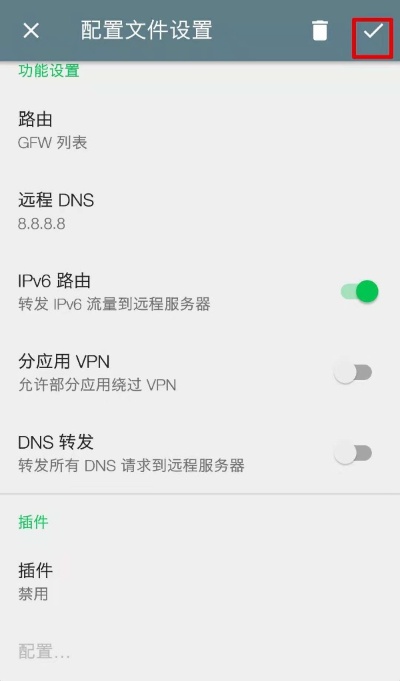 配置文件设置
功能设置
路由
GFW 列表
远程 DNS
8.8.8.8
IPv6 路由
转发 IPv6 流量到远程服务器
分应用 VPN
允许部分应用绕过 VPN
DNS 转发
转发所有 DNS 请求到远程服务器
插件
插件
禁用
配置...